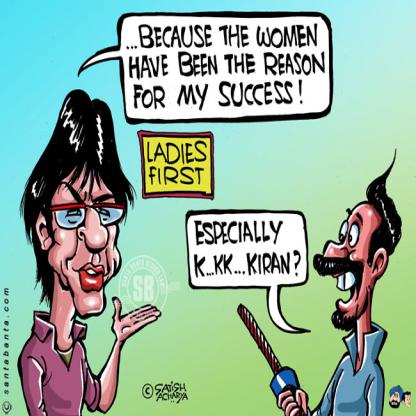 ...BECAUSE THE WOMEN
HAVE BEEN THE REASON
FOR MY SUCCESS!
LADIES
FIRST
ESPECIALLY
K...KK...KIRAN?
SB
© SATISH
ACHARYA
© santabanta.com